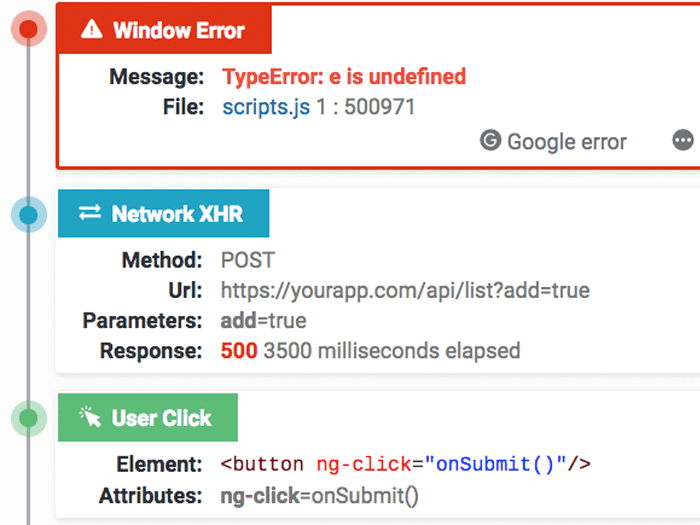 Window Error
Message: TypeError: e is undefined
File: scripts.js 1 : 500971
Google error
Network XHR
Method: POST
Url: https://yourapp.com/api/list?add=true
Parameters: add=true
Response: 500 3500 milliseconds elapsed
User Click
Element: <button ng-click="onSubmit()"/>
Attributes: ng-click=onSubmit()